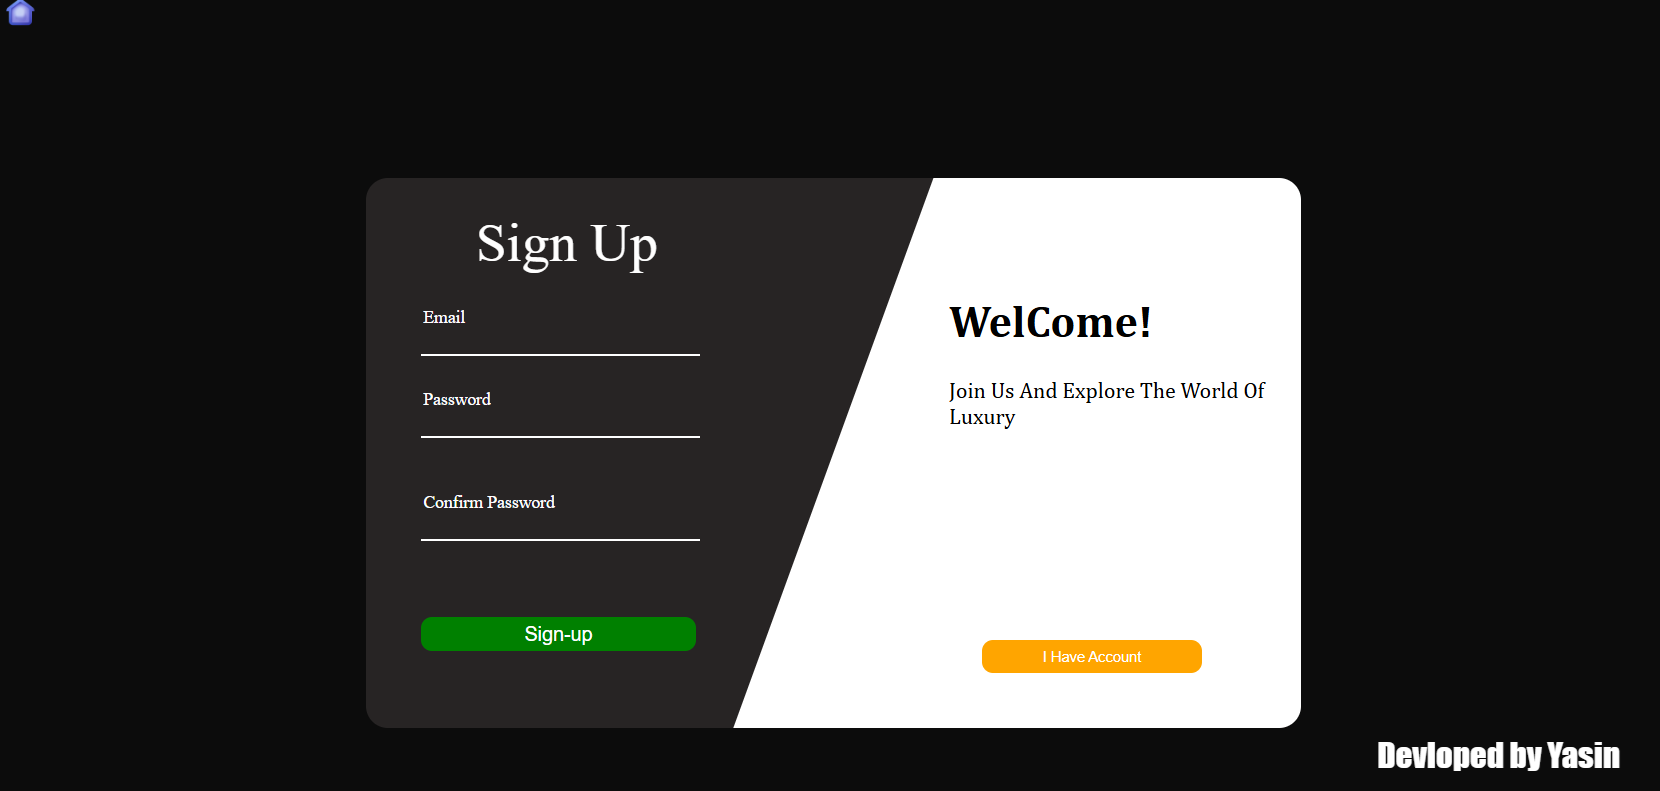 Sign Up
Email
Password
Confirm Password
Sign-up
WelCome!
Join Us And Explore The World Of
Luxury
I Have Account
Devloped by Yasin